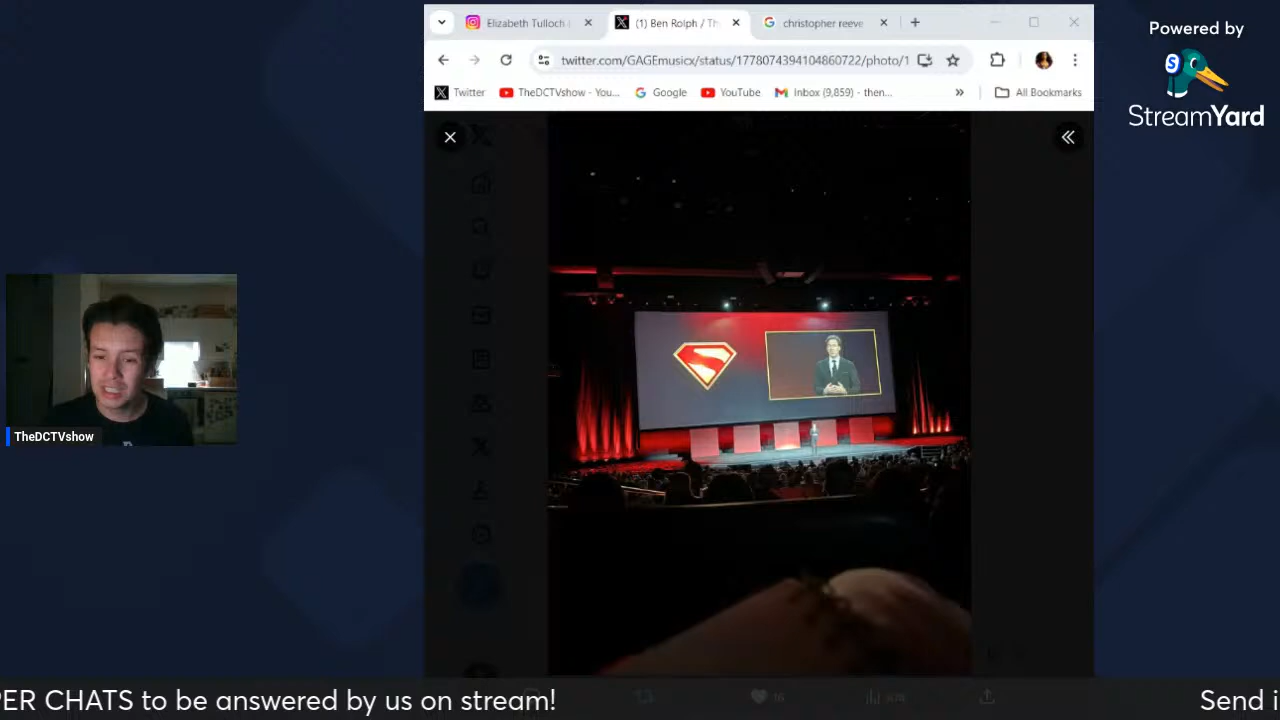 Elizabeth Tulloch
(1) Ben Rolph / Th
christopher reeve
Powered by
StreamYard
twitter.com/GAGEmusicx/status/1778074394104860722/photo/1
Twitter
TheDCTVshow - You...
Google
YouTube
Inbox (9,859) - then...
All Bookmarks
TheDCTVshow
PER CHATS to be answered by us on stream!
Send i
16